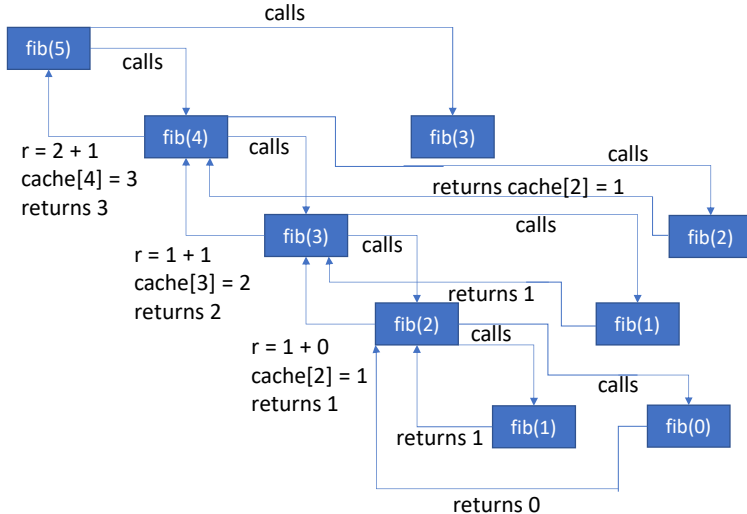 calls
fib(5)
calls
fib(4)
calls
fib(3)
calls
r = 2 + 1
cache[4] = 3
returns 3
returns cache[2] = 1
fib(2)
fib(3)
calls
calls
r = 1 + 1
cache[3] = 2
returns 2
returns 1
fib(2)
fib(1)
calls
r = 1 + 0
cache[2] = 1
returns 1
calls
fib(1)
fib(0)
returns 1
returns 0